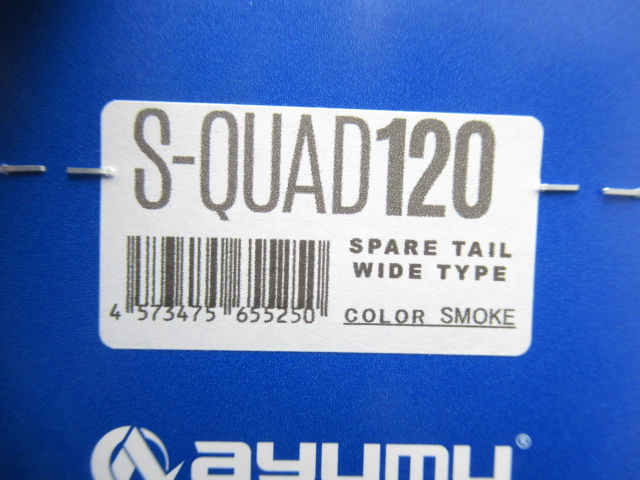 S-QUAD120
SPARE TAIL
WIDE TYPE
4 573475 655250
COLOR SMOKE
ayumu®